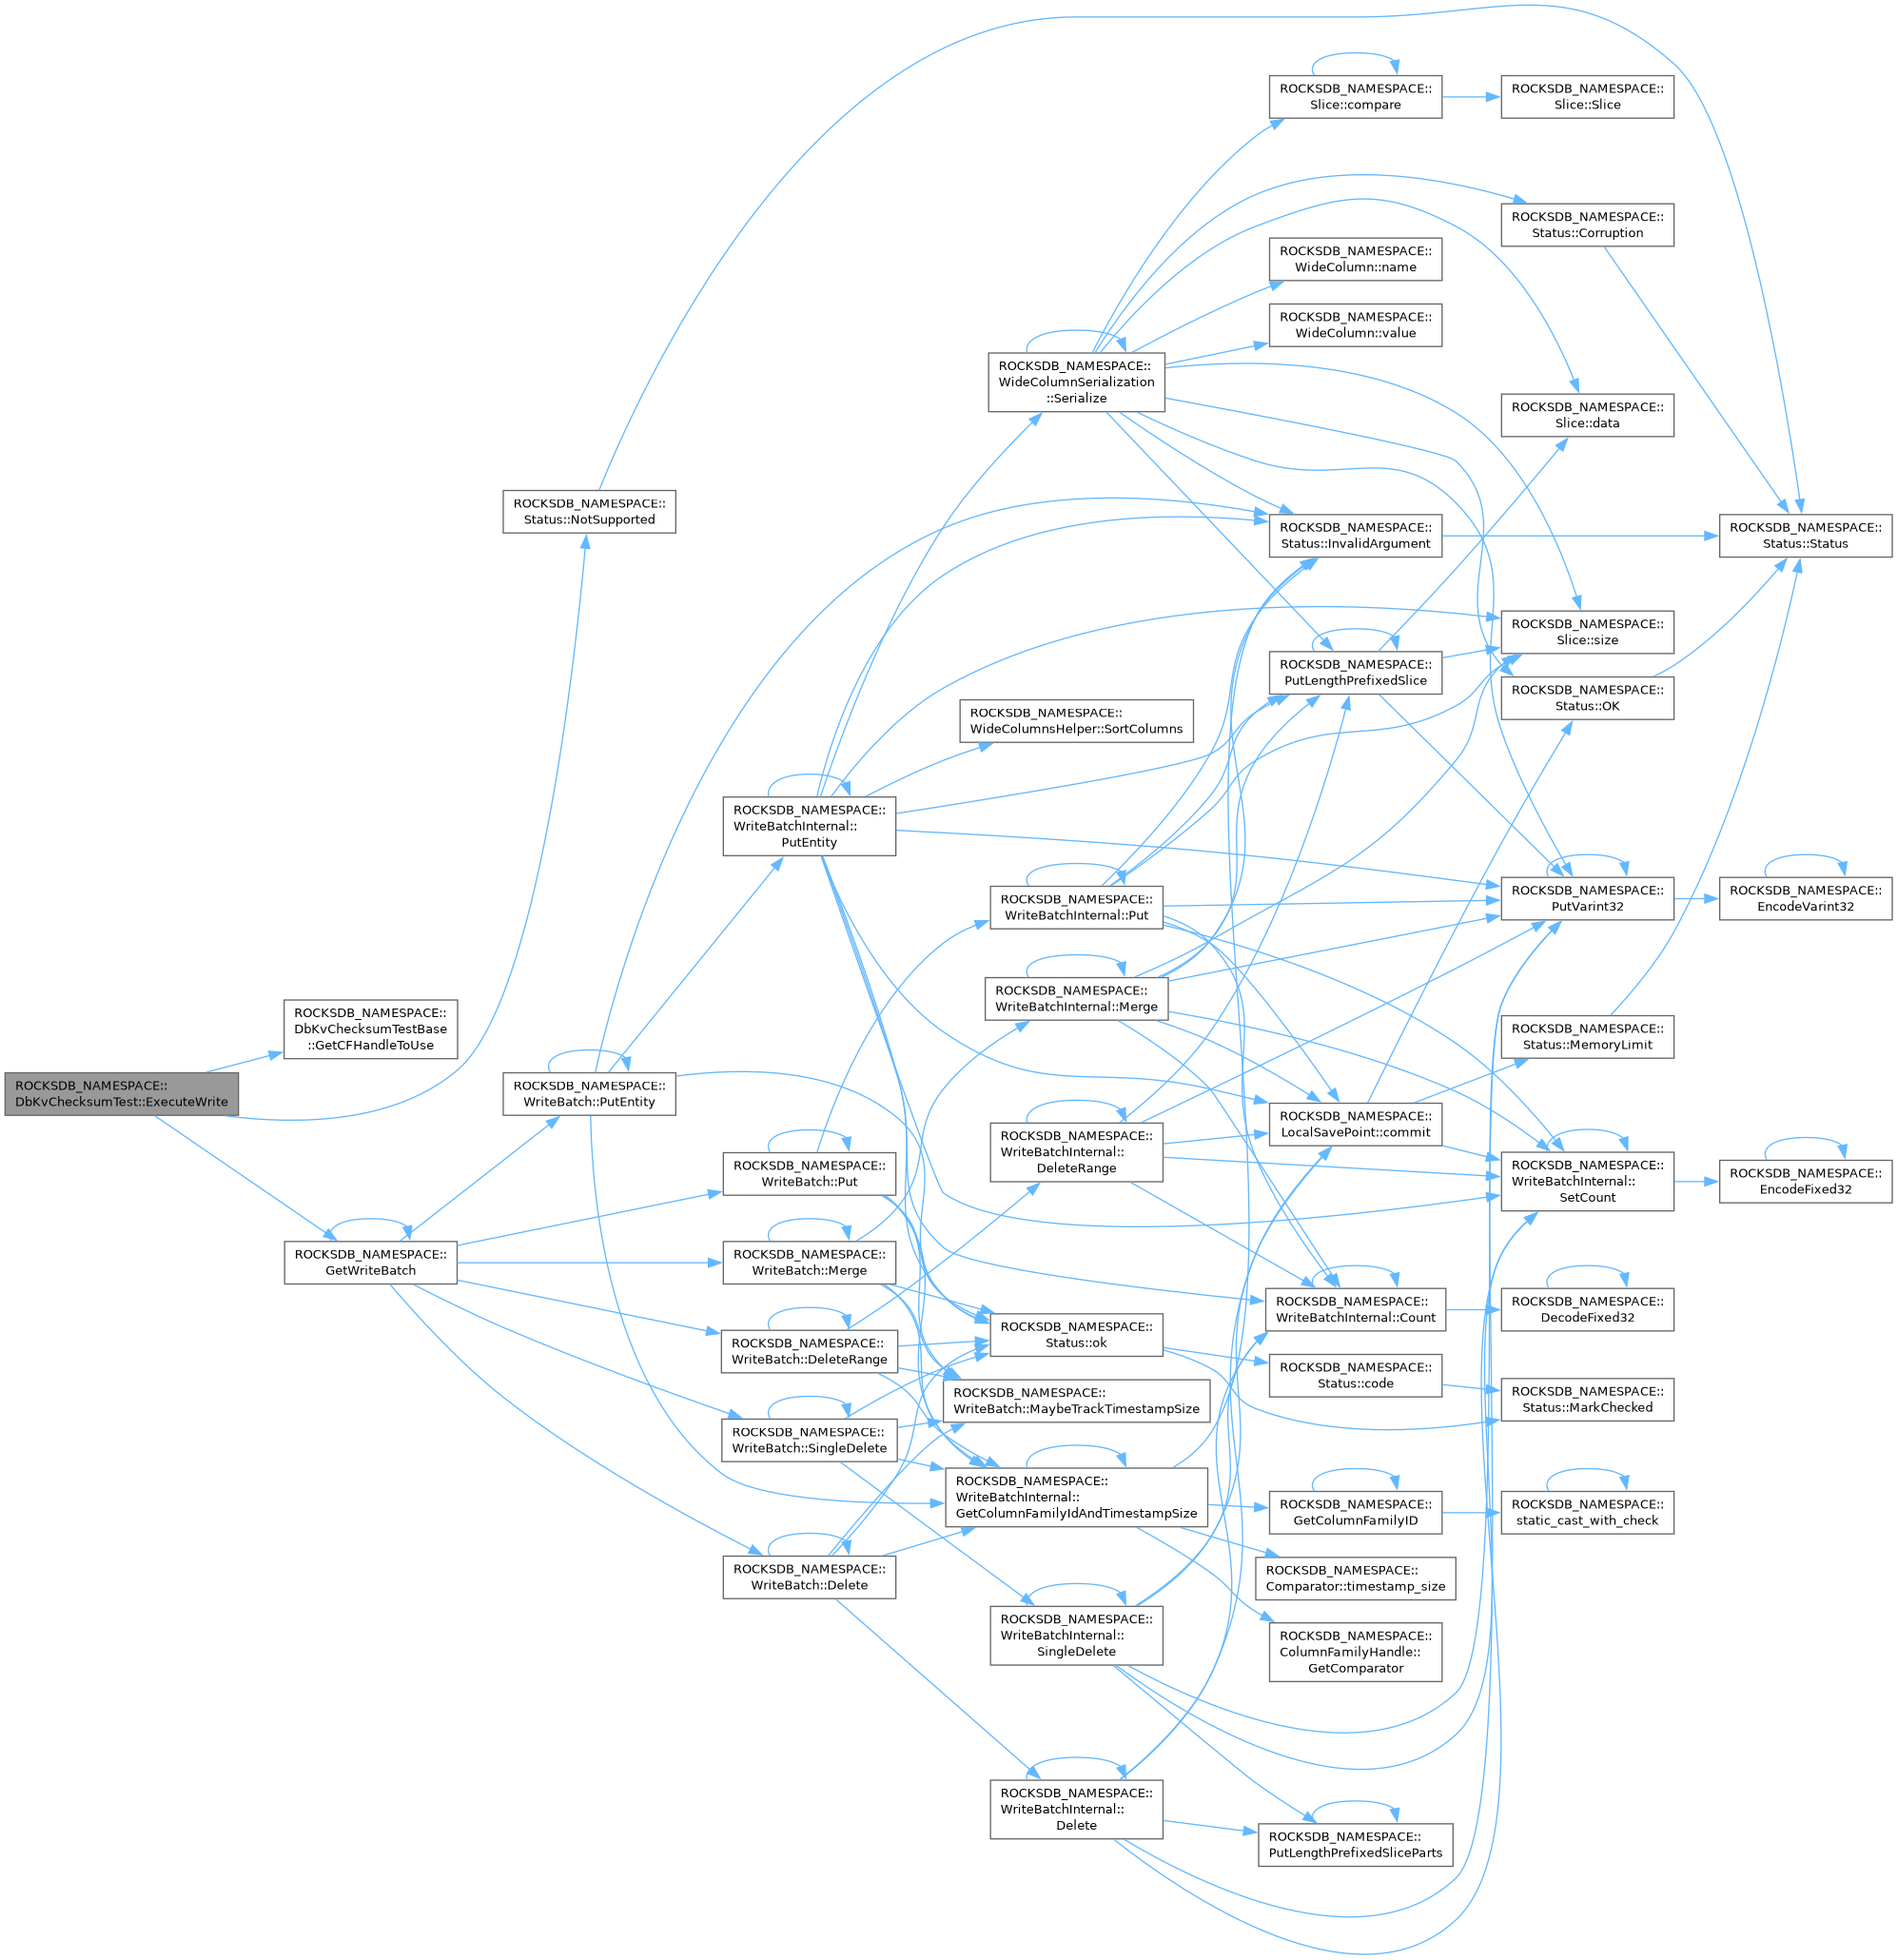 ROCKSDB_NAMESPACE::
DbKvChecksumTest::ExecuteWrite
ROCKSDB_NAMESPACE::
DbKvChecksumTestBase
::GetCFHandleToUse
ROCKSDB_NAMESPACE::
GetWriteBatch
ROCKSDB_NAMESPACE::
Status::NotSupported
ROCKSDB_NAMESPACE::
WriteBatch::PutEntity
ROCKSDB_NAMESPACE::
WriteBatchInternal::
PutEntity
ROCKSDB_NAMESPACE::
WriteBatch::Put
ROCKSDB_NAMESPACE::
WriteBatch::Merge
ROCKSDB_NAMESPACE::
WriteBatch::DeleteRange
ROCKSDB_NAMESPACE::
WriteBatch::SingleDelete
ROCKSDB_NAMESPACE::
WriteBatch::Delete
ROCKSDB_NAMESPACE::
WideColumnSerialization
::Serialize
ROCKSDB_NAMESPACE::
WideColumnsHelper::SortColumns
ROCKSDB_NAMESPACE::
WriteBatchInternal::Put
ROCKSDB_NAMESPACE::
WriteBatchInternal::Merge
ROCKSDB_NAMESPACE::
WriteBatchInternal::
DeleteRange
ROCKSDB_NAMESPACE::
Status::ok
ROCKSDB_NAMESPACE::
WriteBatch::MaybeTrackTimestampSize
ROCKSDB_NAMESPACE::
WriteBatchInternal::
GetColumnFamilyIdAndTimestampSize
ROCKSDB_NAMESPACE::
WriteBatchInternal::
SingleDelete
ROCKSDB_NAMESPACE::
WriteBatchInternal::
Delete
ROCKSDB_NAMESPACE::
Slice::compare
ROCKSDB_NAMESPACE::
WideColumn::name
ROCKSDB_NAMESPACE::
WideColumn::value
ROCKSDB_NAMESPACE::
Status::InvalidArgument
ROCKSDB_NAMESPACE::
PutLengthPrefixedSlice
ROCKSDB_NAMESPACE::
LocalSavePoint::commit
ROCKSDB_NAMESPACE::
WriteBatchInternal::Count
ROCKSDB_NAMESPACE::
Status::code
ROCKSDB_NAMESPACE::
GetColumnFamilyID
ROCKSDB_NAMESPACE::
Comparator::timestamp_size
ROCKSDB_NAMESPACE::
ColumnFamilyHandle::
GetComparator
ROCKSDB_NAMESPACE::
PutLengthPrefixedSliceParts
ROCKSDB_NAMESPACE::
Slice::Slice
ROCKSDB_NAMESPACE::
Status::Corruption
ROCKSDB_NAMESPACE::
Slice::data
ROCKSDB_NAMESPACE::
Slice::size
ROCKSDB_NAMESPACE::
Status::OK
ROCKSDB_NAMESPACE::
PutVarint32
ROCKSDB_NAMESPACE::
Status::MemoryLimit
ROCKSDB_NAMESPACE::
WriteBatchInternal::
SetCount
ROCKSDB_NAMESPACE::
DecodeFixed32
ROCKSDB_NAMESPACE::
Status::MarkChecked
ROCKSDB_NAMESPACE::
static_cast_with_check
ROCKSDB_NAMESPACE::
Status::Status
ROCKSDB_NAMESPACE::
EncodeVarint32
ROCKSDB_NAMESPACE::
EncodeFixed32